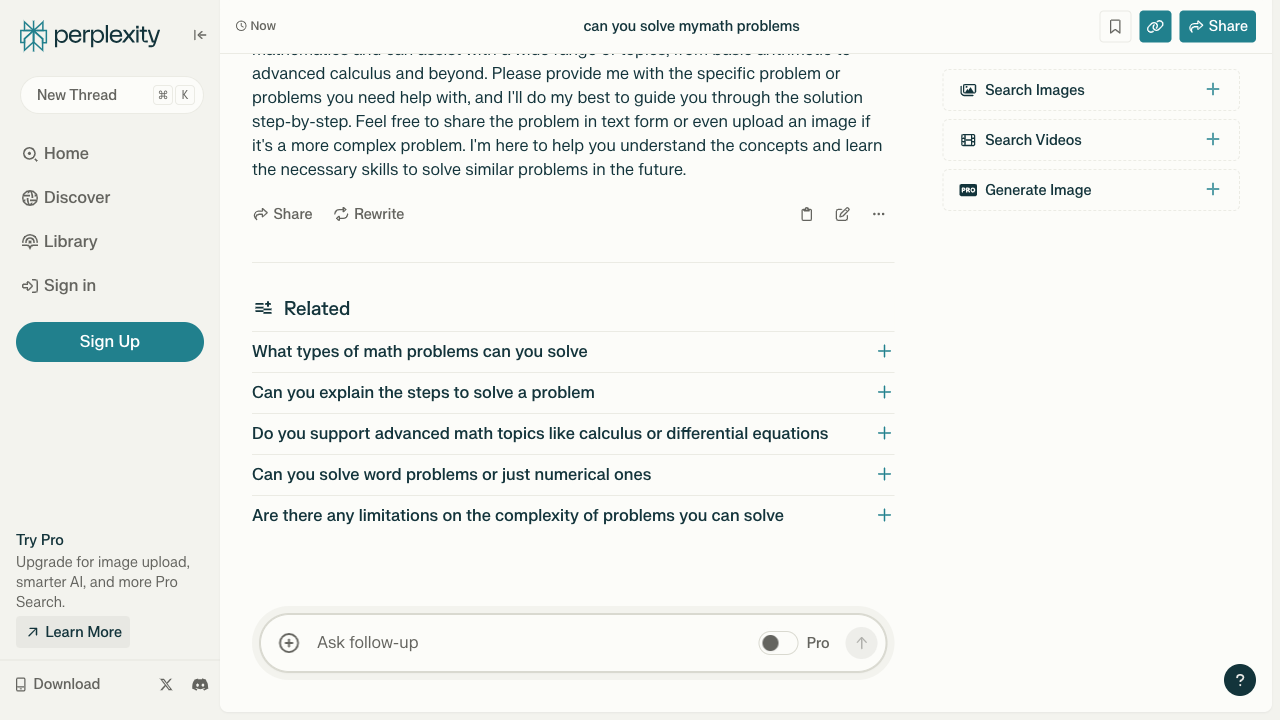 perplexity
New Thread
⌘ K
Home
Discover
Library
Sign in
Sign Up
Try Pro
Upgrade for image upload,
smarter AI, and more Pro
Search.
Learn More
Download
Now
can you solve mymath problems
Share
advanced calculus and beyond. Please provide me with the specific problem or
problems you need help with, and I'll do my best to guide you through the solution
step-by-step. Feel free to share the problem in text form or even upload an image if
it's a more complex problem. I'm here to help you understand the concepts and learn
the necessary skills to solve similar problems in the future.
Share
Rewrite
Related
What types of math problems can you solve
Can you explain the steps to solve a problem
Do you support advanced math topics like calculus or differential equations
Can you solve word problems or just numerical ones
Are there any limitations on the complexity of problems you can solve
Ask follow-up
Pro
Search Images
Search Videos
PRO
Generate Image
?